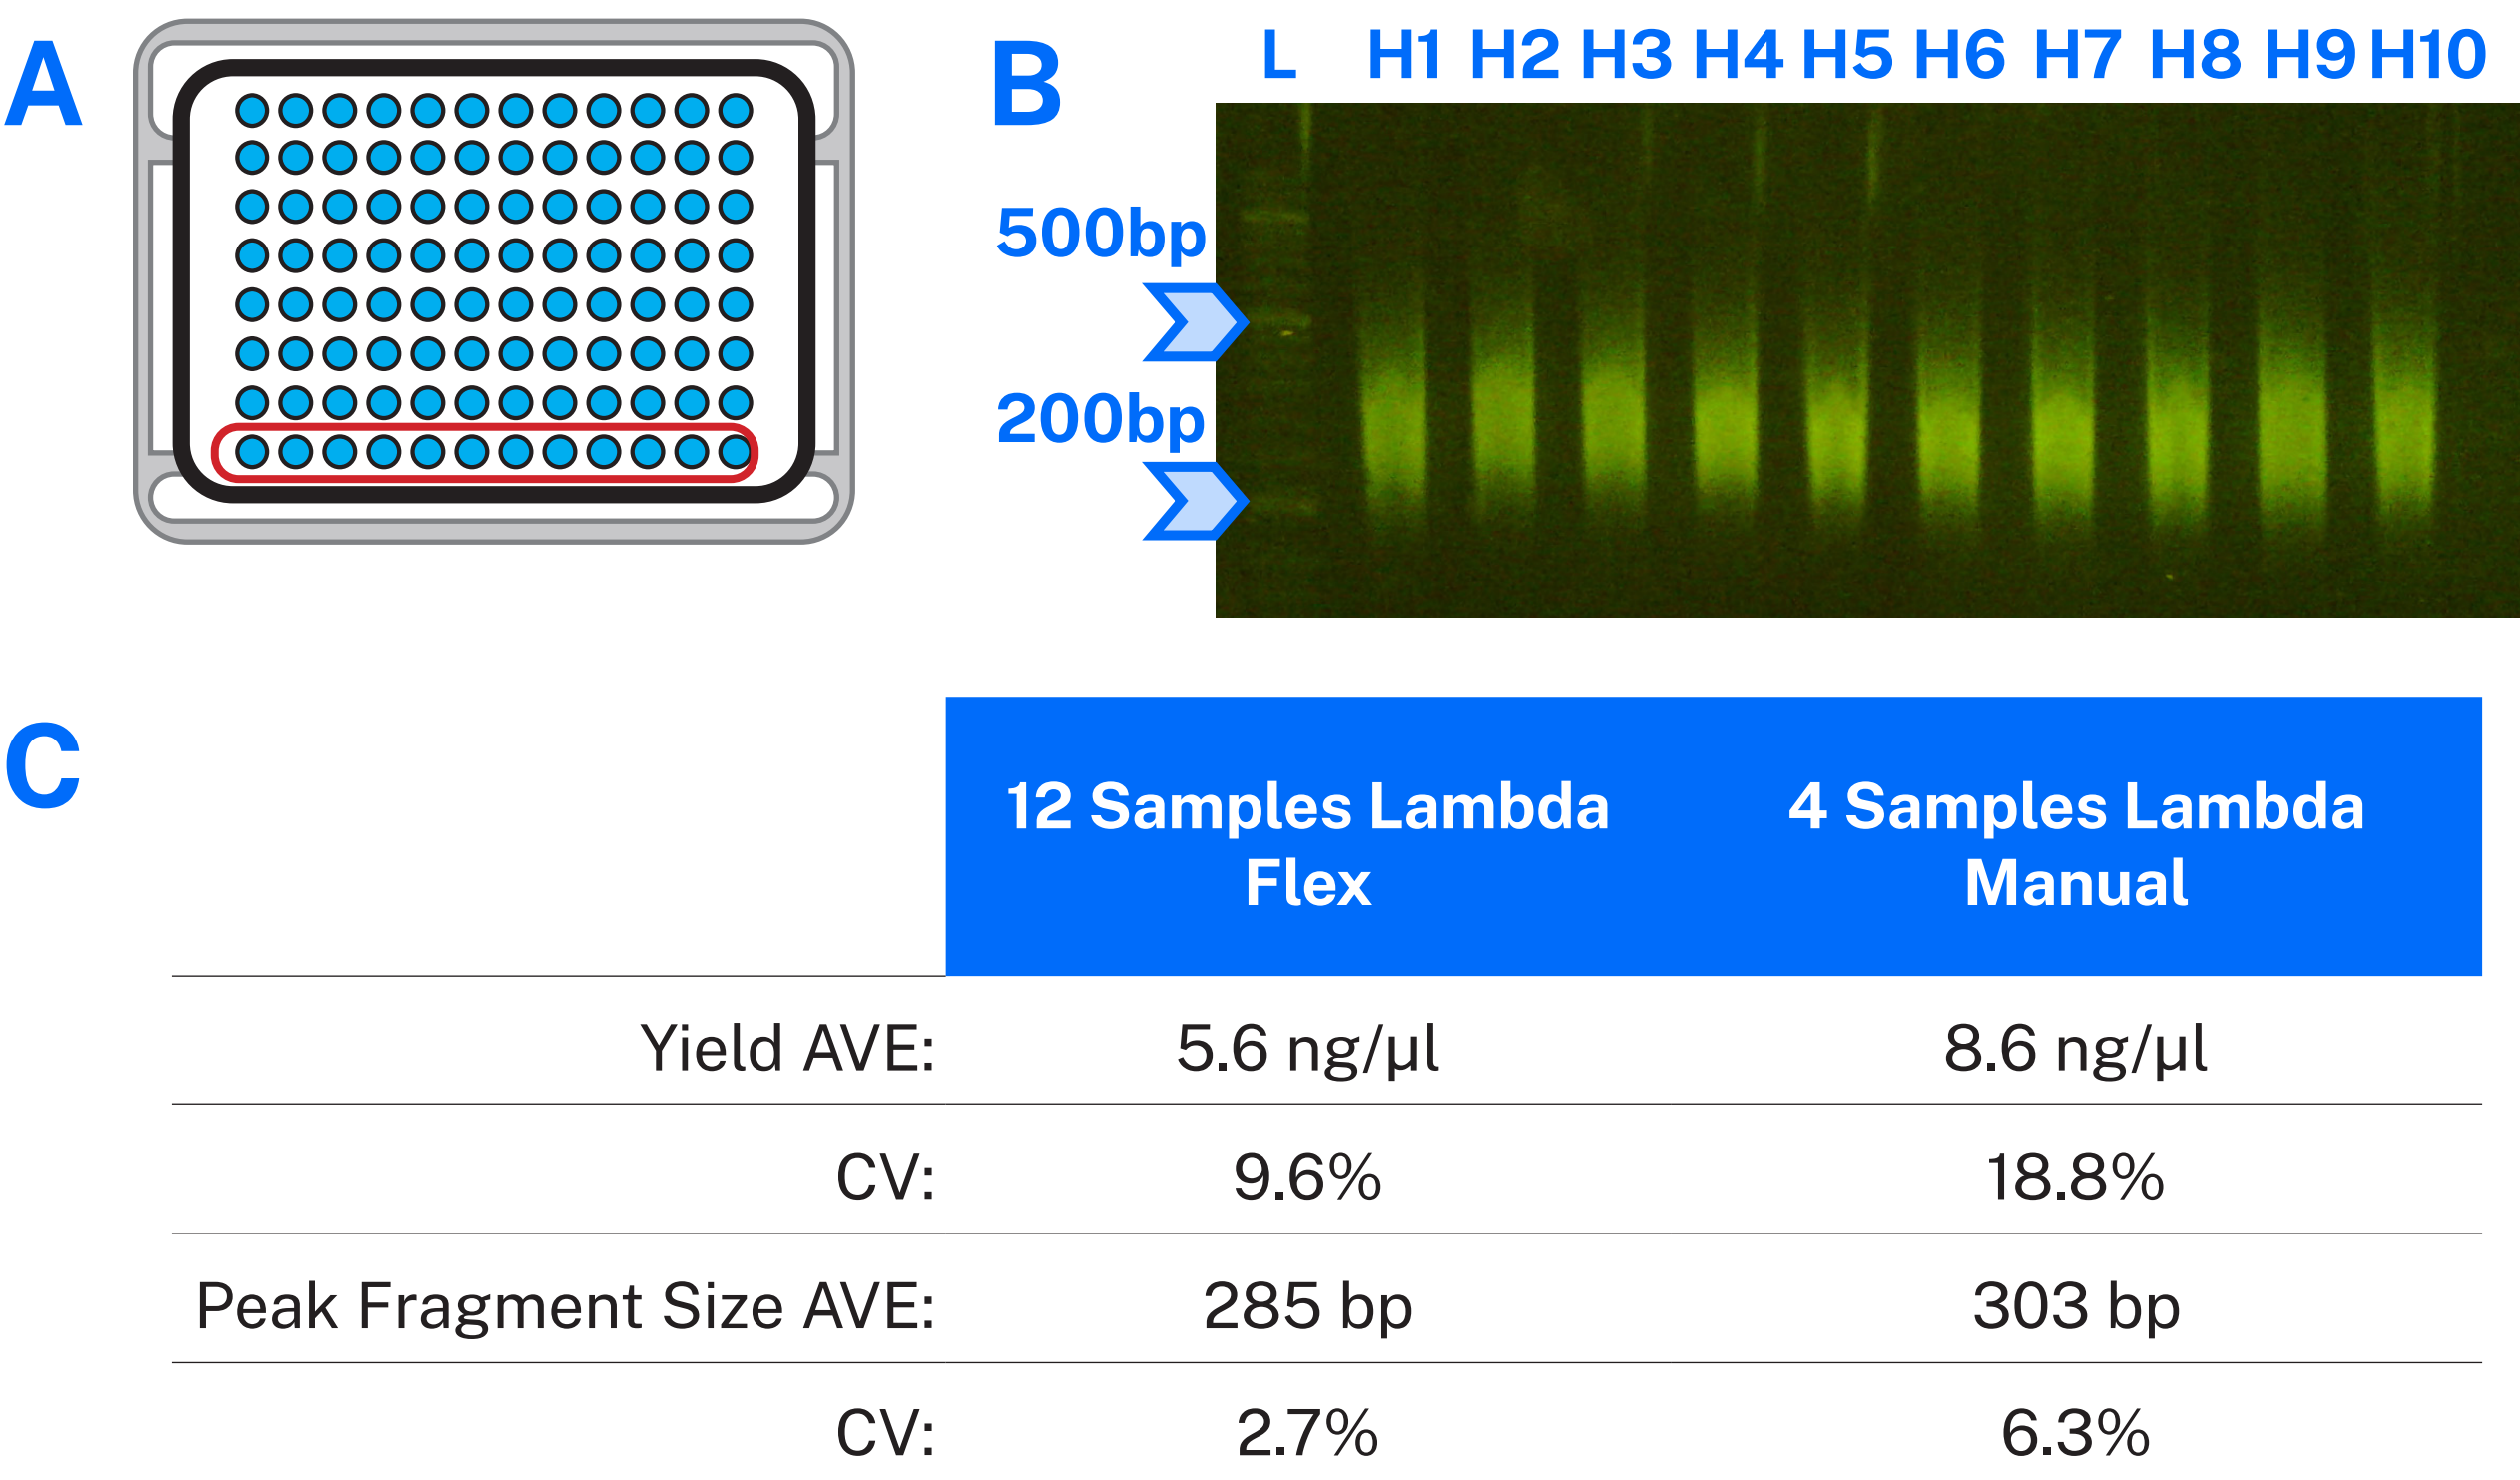 A
B
L H1 H2 H3 H4 H5 H6 H7 H8 H9 H10
500bp
200bp
C
12 Samples Lambda Flex
4 Samples Lambda Manual
Yield AVE: 5.6 ng/µl 8.6 ng/µl
CV: 9.6% 18.8%
Peak Fragment Size AVE: 285 bp 303 bp
CV: 2.7% 6.3%